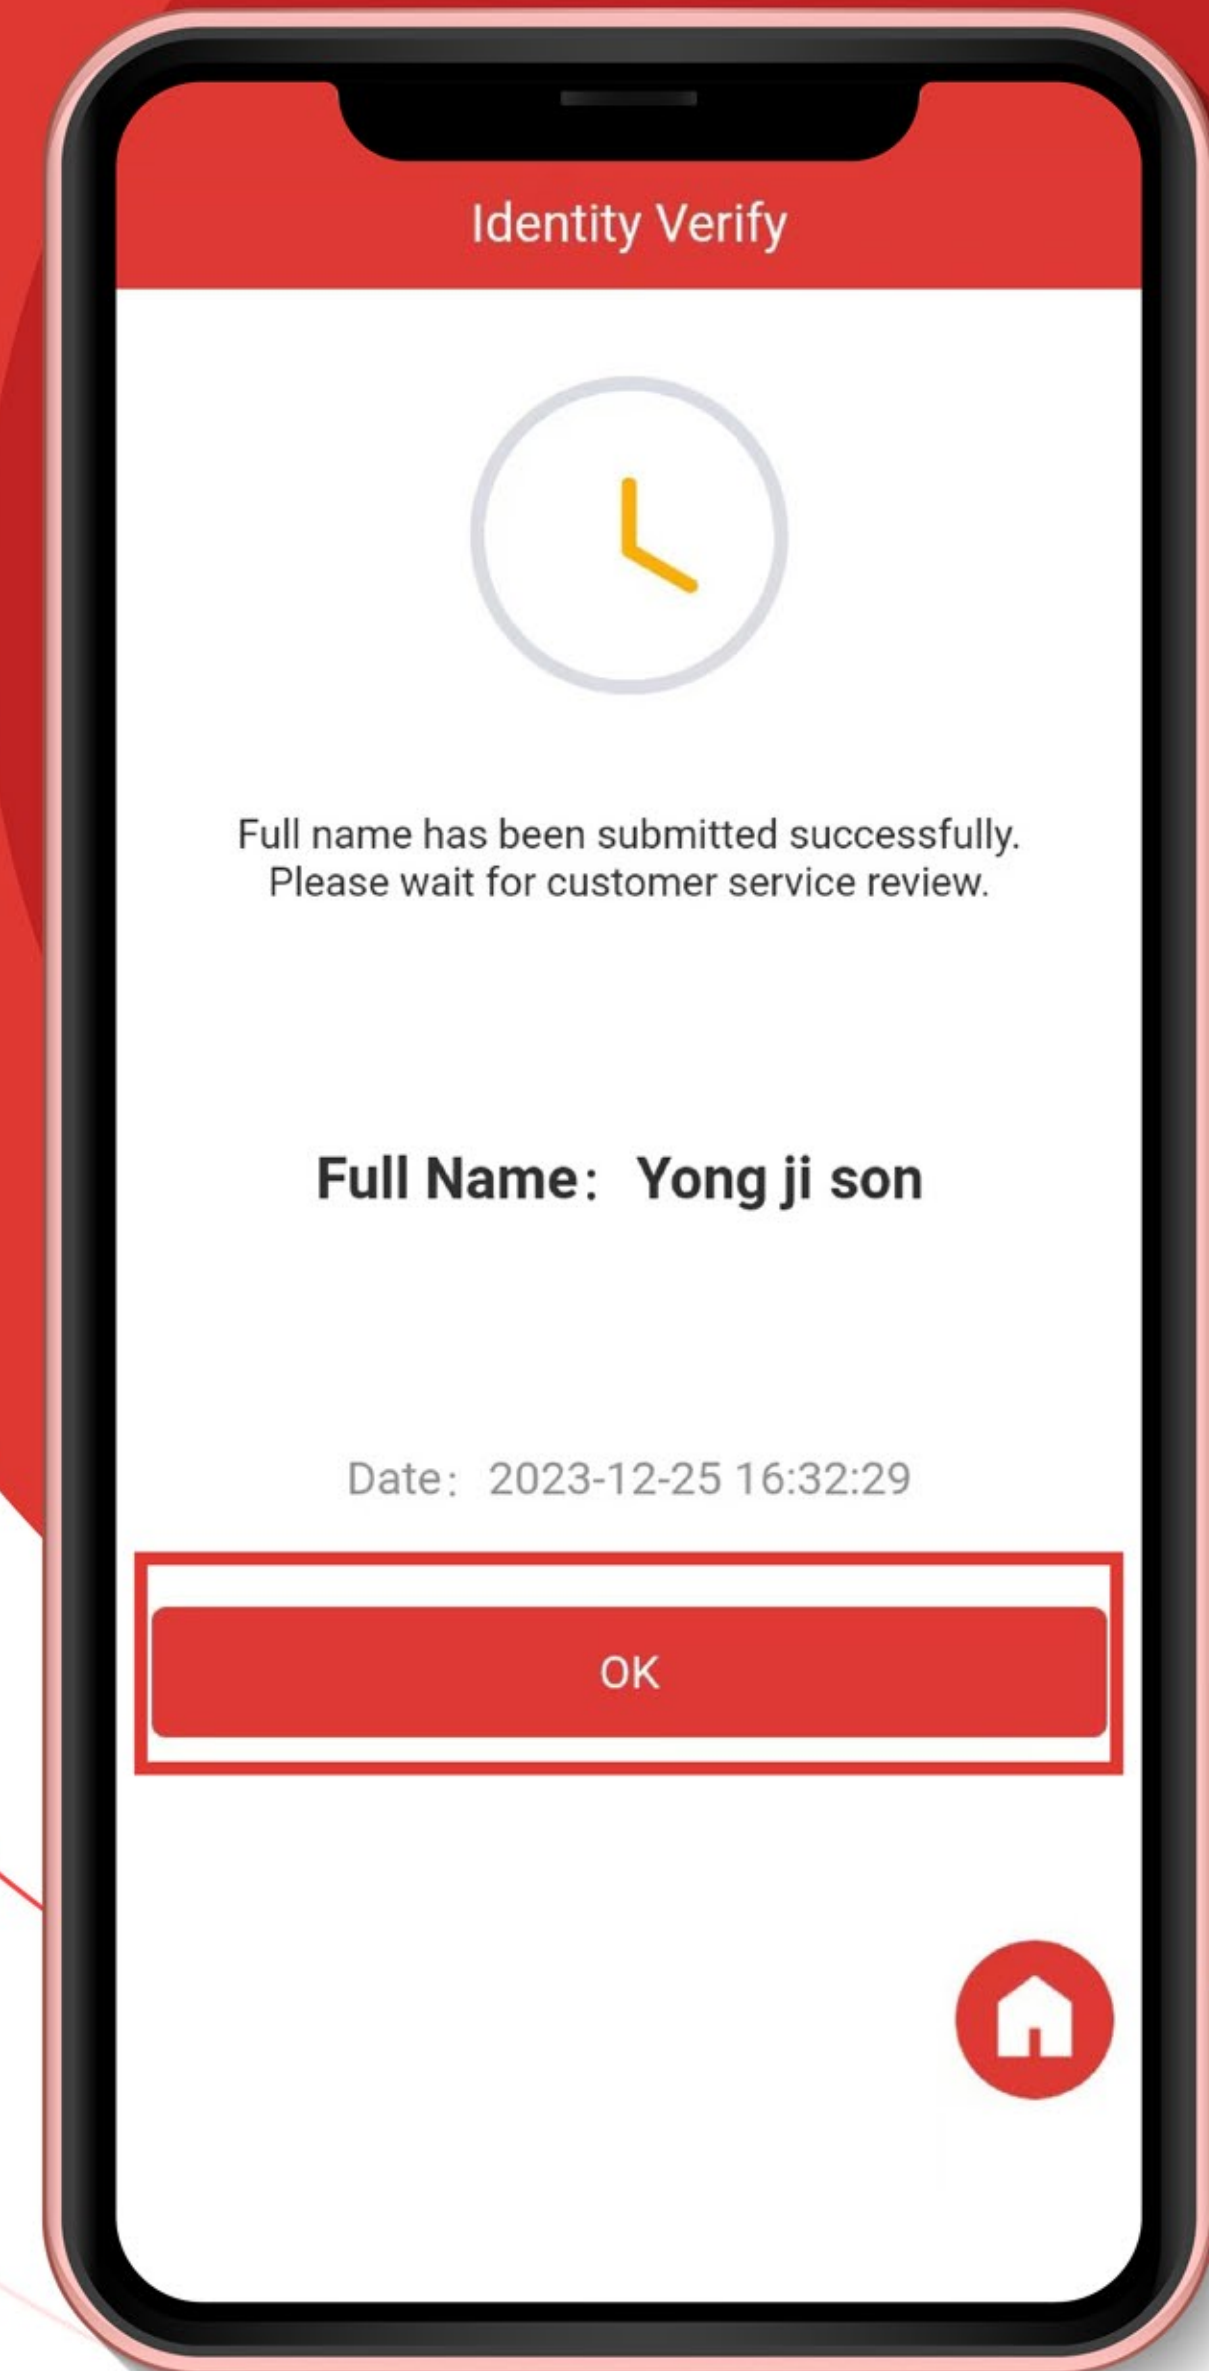 Identity Verify
Full name has been submitted successfully.
Please wait for customer service review.
Full Name: Yong ji son
Date: 2023-12-25 16:32:29
OK